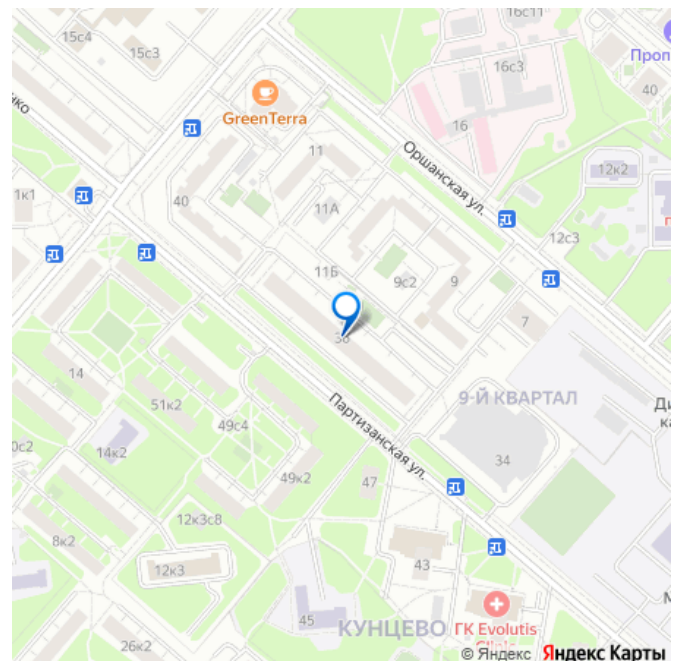 16с11
15с4
15с3
16с3
Проп
40
GreenTerra
16
11
Оршанская ул.
12к2
1к1
40
11А
12с3
11Б
9с2
9
38
7
14
51к2
9-Й КВАРТАЛ
49с4
Партизанская ул.
14к2
34
49к2
47
12к3с8
8к2
12к3
43
45
КУНЦЕВО
ГК Evolutis
Clinic
26к2
© Яндекс Яндекс Карты